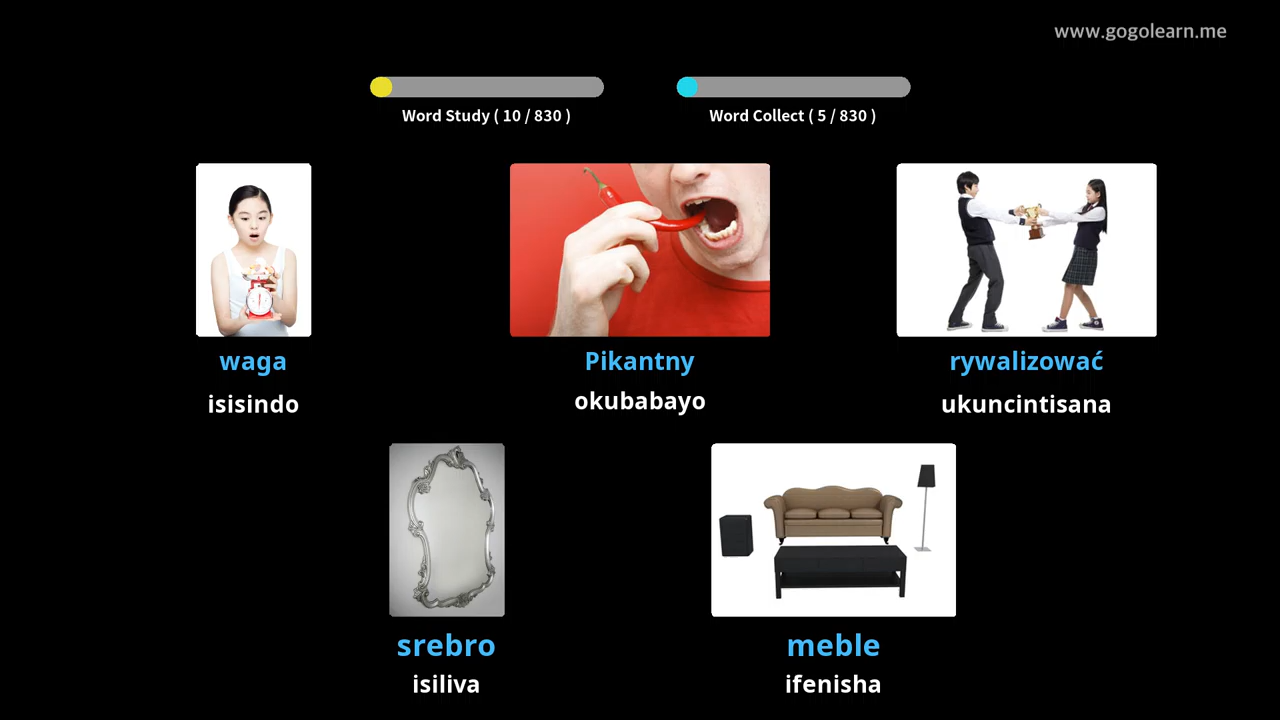 www.gogolearn.me
Word Study ( 10 / 830 )
Word Collect ( 5 / 830 )
waga
isisindo
Pikantny
okubabayo
rywalizować
ukuncintisana
srebro
isiliva
meble
ifenisha